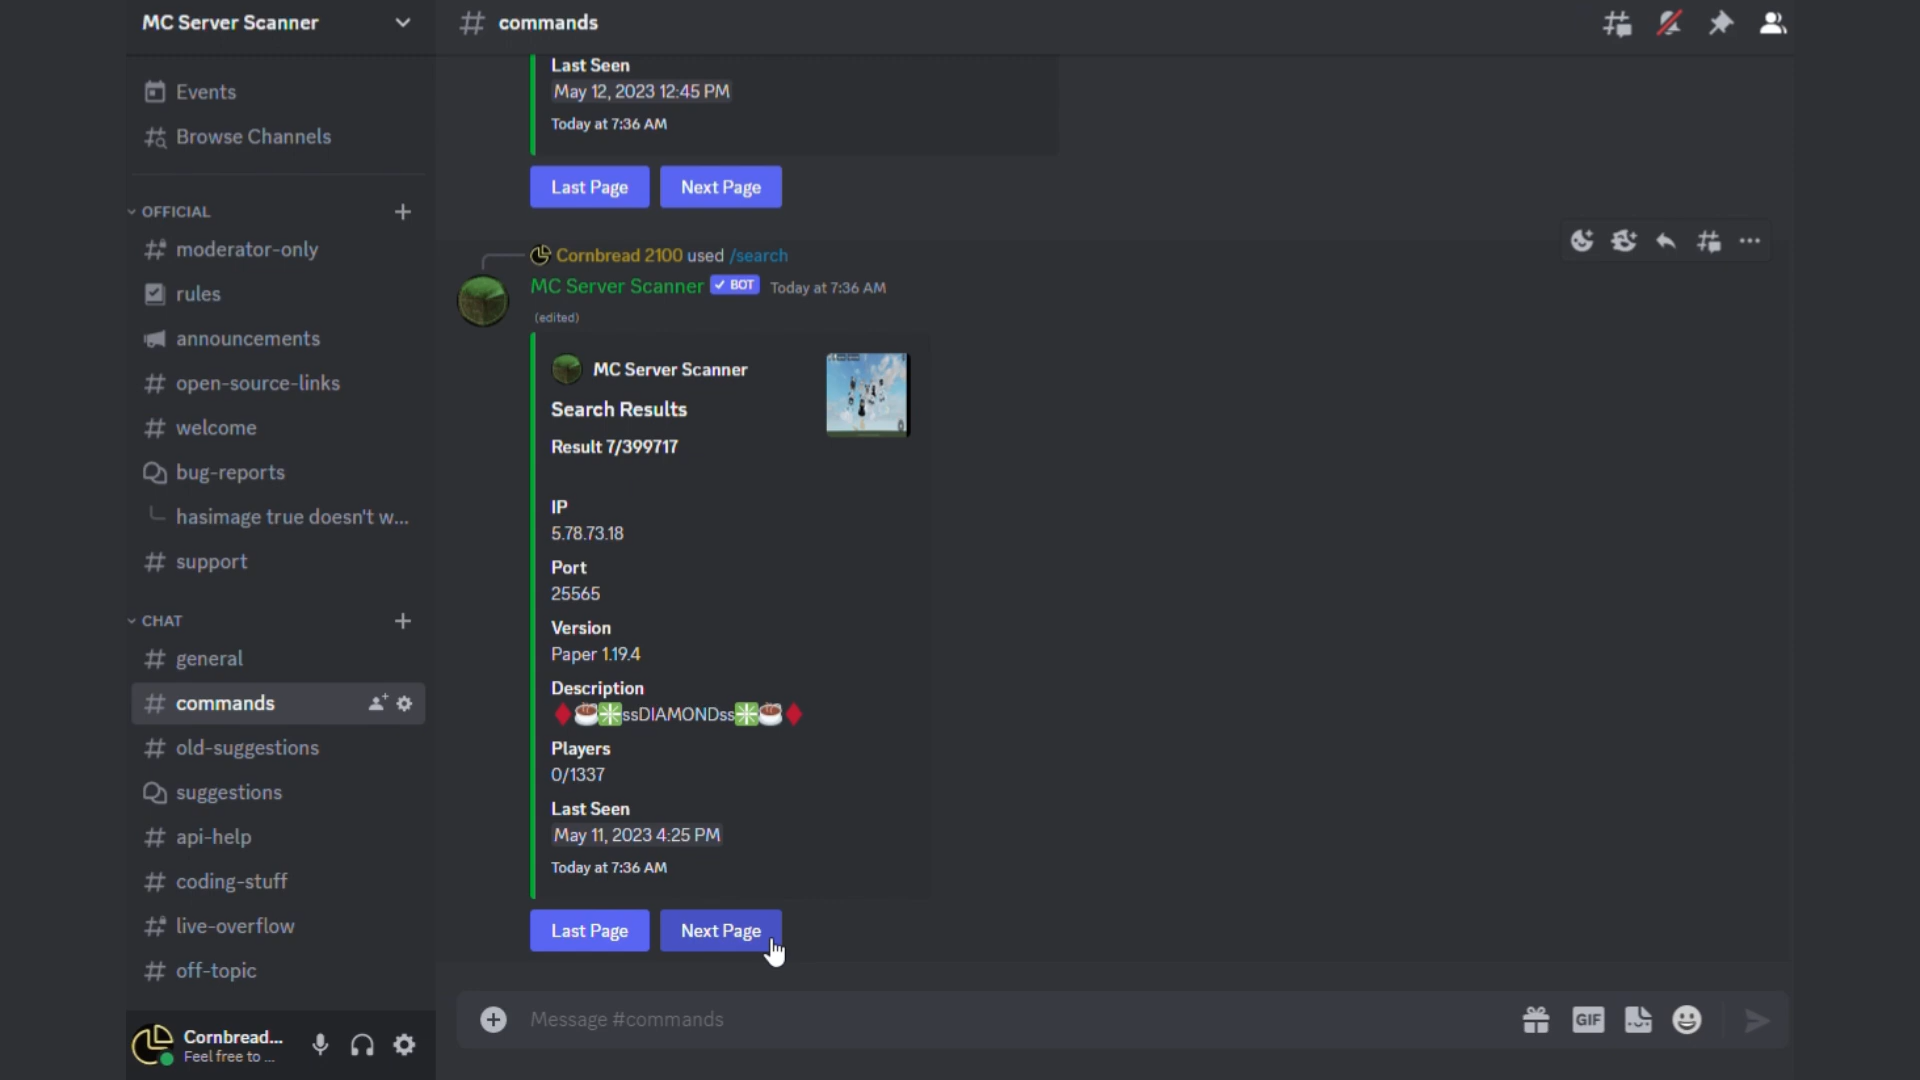 MC Server Scanner
Events
Browse Channels
OFFICIAL
moderator-only
rules
announcements
open-source-links
welcome
bug-reports
hasimage true doesn't w...
support
CHAT
general
commands
old-suggestions
suggestions
api-help
coding-stuff
live-overflow
off-topic
Cornbread...
Feel free to ...
commands
Last Seen
May 12, 2023 12:45 PM
Today at 7:36 AM
Last Page
Next Page
Cornbread 2100 used /search
MC Server Scanner BOT Today at 7:36 AM
(edited)
MC Server Scanner
Search Results
Result 7/399717
IP
5.78.73.18
Port
25565
Version
Paper 1.19.4
Description
♦️☕❇️ssDIAMONDss❇️☕♦️
Players
0/1337
Last Seen
May 11, 2023 4:25 PM
Today at 7:36 AM
Last Page
Next Page
Message #commands
GIF